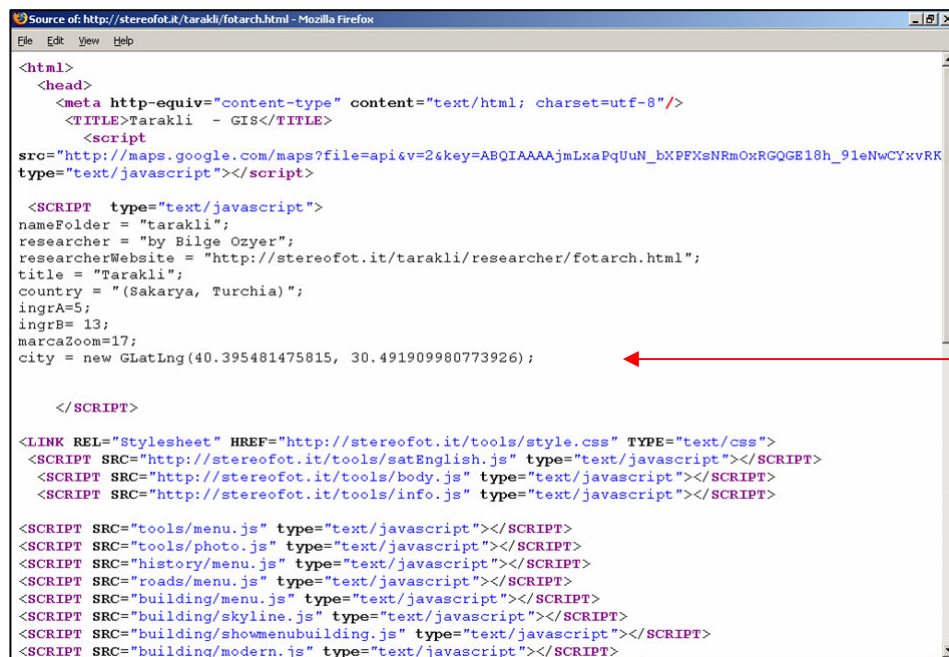 Source of: http://stereofot.it/tarakli/fotarch.html - Mozilla Firefox
File Edit View Help
<html>
<head>
<meta http-equiv="content-type" content="text/html; charset=utf-8"/>
<TITLE>Tarakli - GIS</TITLE>
<script
src="http://maps.google.com/maps?file=api&v=2&key=ABQIAAAAjmLxaPqUuN_bXPFXsNRmOxRGQGE18h_91eNwCYxvRK
type="text/javascript"></script>
<SCRIPT type="text/javascript">
nameFolder = "tarakli";
researcher = "by Bilge Ozyer";
researcherWebsite = "http://stereofot.it/tarakli/researcher/fotarch.html";
title = "Tarakli";
country = "(Sakarya, Turchia)";
ingrA=5;
ingrB= 13;
marcaZoom=17;
city = new GLatLng(40.395481475815, 30.491909980773926);
</SCRIPT>
<LINK REL="Stylesheet" HREF="http://stereofot.it/tools/style.css" TYPE="text/css">
<SCRIPT SRC="http://stereofot.it/tools/satEnglish.js" type="text/javascript"></SCRIPT>
<SCRIPT SRC="http://stereofot.it/tools/body.js" type="text/javascript"></SCRIPT>
<SCRIPT SRC="http://stereofot.it/tools/info.js" type="text/javascript"></SCRIPT>
<SCRIPT SRC="tools/menu.js" type="text/javascript"></SCRIPT>
<SCRIPT SRC="tools/photo.js" type="text/javascript"></SCRIPT>
<SCRIPT SRC="history/menu.js" type="text/javascript"></SCRIPT>
<SCRIPT SRC="roads/menu.js" type="text/javascript"></SCRIPT>
<SCRIPT SRC="building/menu.js" type="text/javascript"></SCRIPT>
<SCRIPT SRC="building/skyline.js" type="text/javascript"></SCRIPT>
<SCRIPT SRC="building/showmenubuilding.js" type="text/javascript"></SCRIPT>
<SCRIPT SRC="building/modern.js" type="text/javascript"></SCRIPT>